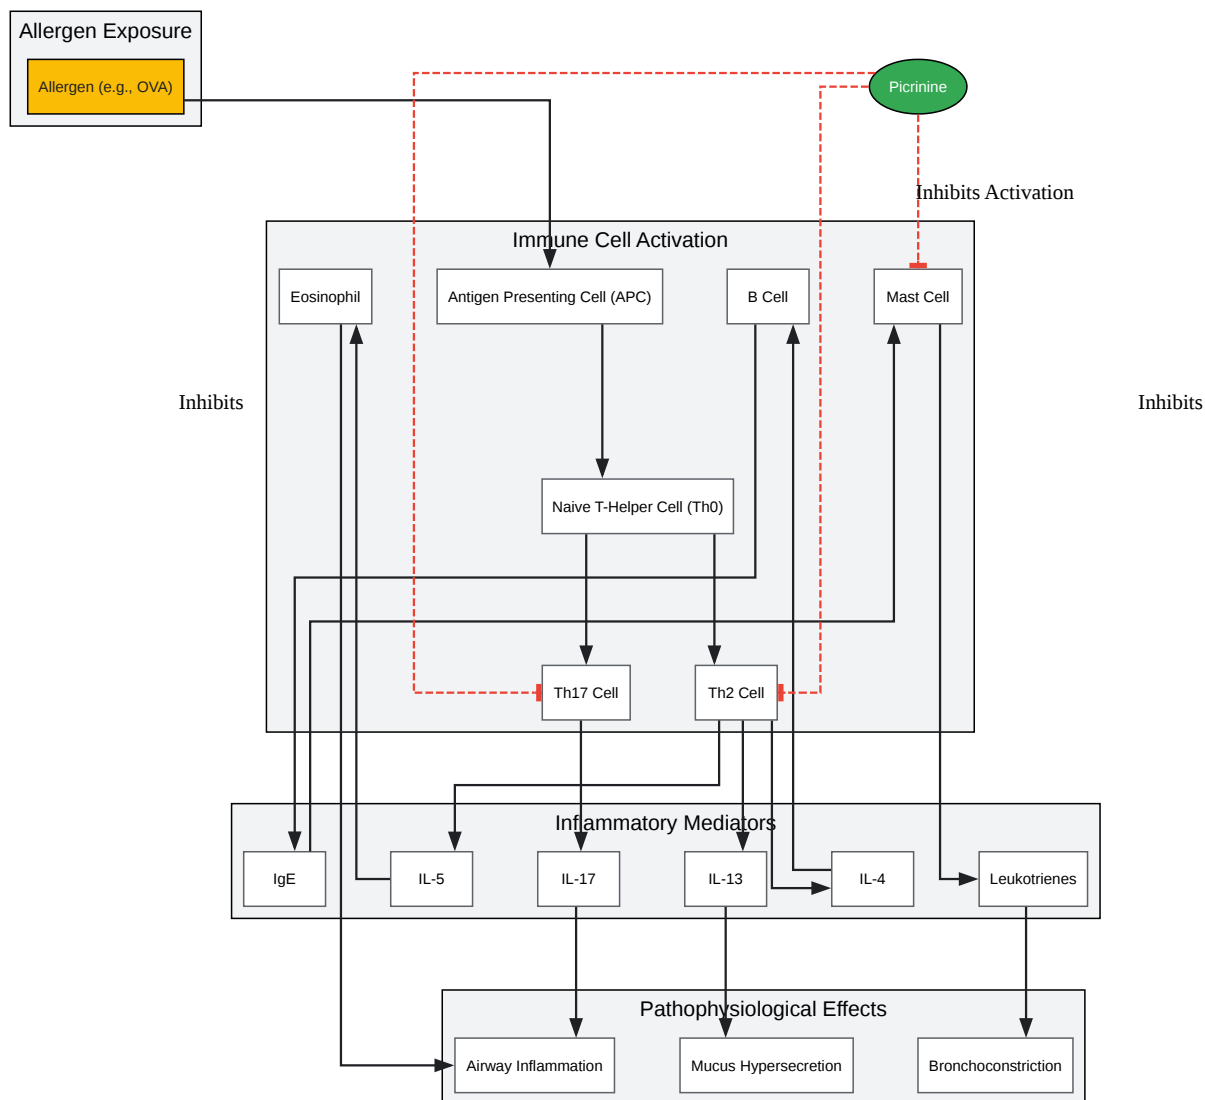 Allergen Exposure
Allergen (e.g., OVA)
Picrinine
Inhibits Activation
Immune Cell Activation
Eosinophil
Antigen Presenting Cell (APC)
B Cell
Mast Cell
Inhibits
Inhibits
Naive T-Helper Cell (Th0)
Th17 Cell
Th2 Cell
Inflammatory Mediators
IgE
IL-5
IL-17
IL-13
IL-4
Leukotrienes
Pathophysiological Effects
Airway Inflammation
Mucus Hypersecretion
Bronchoconstriction